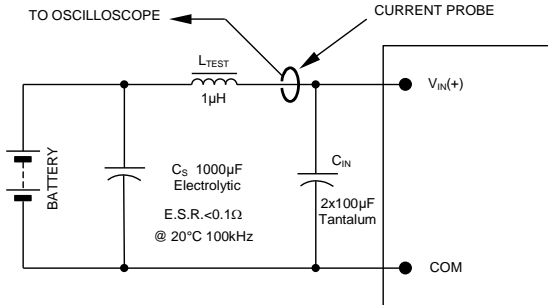 TO OSCILLOSCOPE
CURRENT PROBE
LTEST
1µH
VIN(+)
BATTERY
CS 1000µF
Electrolytic
E.S.R.<0.1Ω
@ 20°C 100kHz
CIN
2x100µF
Tantalum
COM